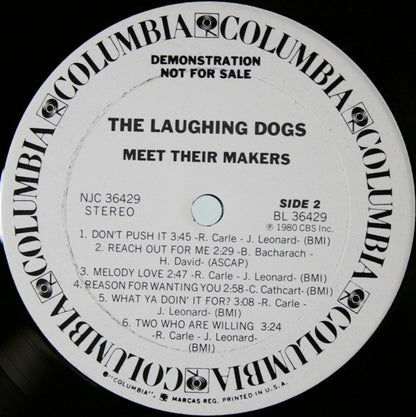 COLUMBIA COLUMBIA COLUMBIA COLUMBIA COLUMBIA COLUMBIA
DEMONSTRATION
NOT FOR SALE
THE LAUGHING DOGS
MEET THEIR MAKERS
NJC 36429
STEREO
SIDE 2
BL 36429
℗ 1980 CBS Inc.
1. DON'T PUSH IT 3:45 -R. Carle - J. Leonard- (BMI)
2. REACH OUT FOR ME 2:29 -B. Bacharach -
H. David- (ASCAP)
3. MELODY LOVE 2:47 -R. Carle - J. Leonard- (BMI)
4. REASON FOR WANTING YOU 2:58 -C. Cathcart- (BMI)
5. WHAT YA DOIN' IT FOR? 3:08 -R. Carle -
J. Leonard- (BMI)
6. TWO WHO ARE WILLING 3:24
-R. Carle - J. Leonard-
(BMI)
"COLUMBIA", MARCAS REG. PRINTED IN U.S.A.